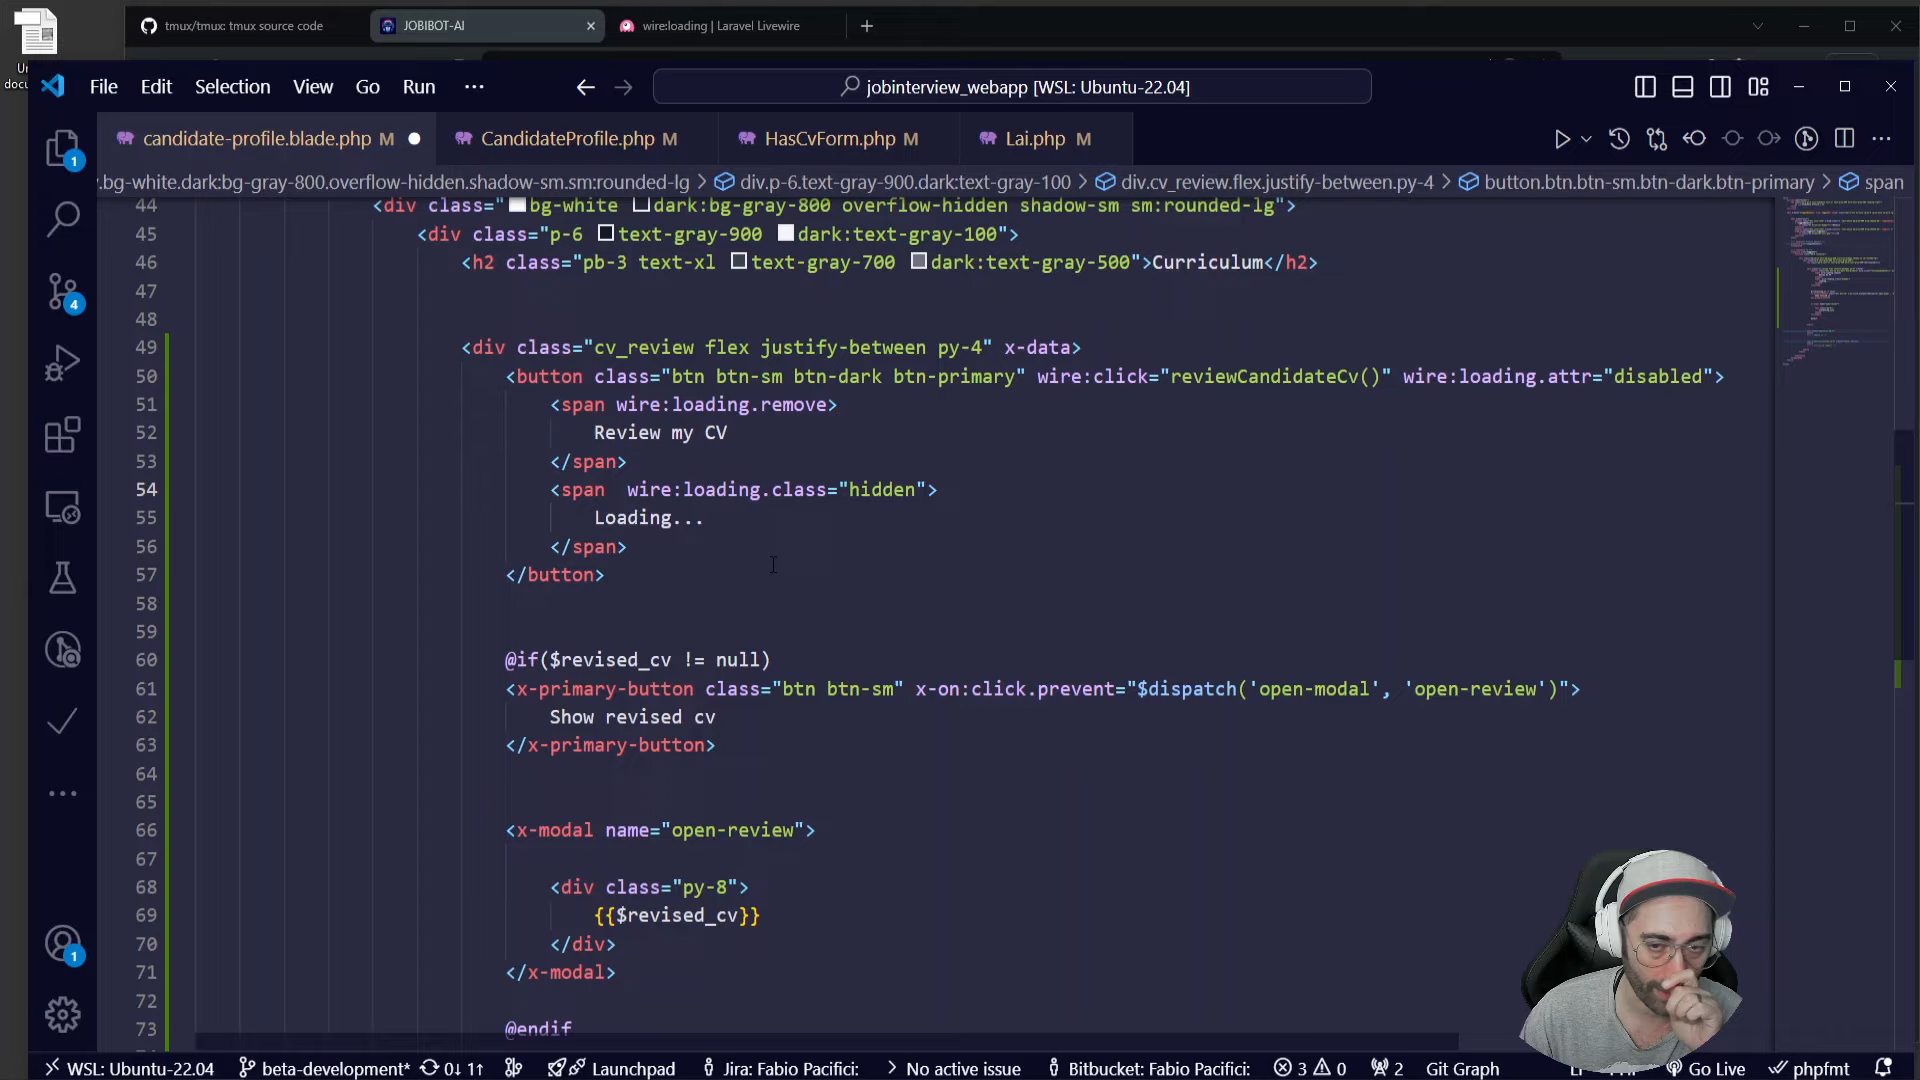 tmux/tmux: tmux source code
JOBIBOT-AI
wire:loading | Laravel Livewire
File Edit Selection View Go Run ...
jobinterview_webapp [WSL: Ubuntu-22.04]
candidate-profile.blade.php M
CandidateProfile.php M
HasCvForm.php M
Lai.php M
.bg-white.dark:bg-gray-800.overflow-hidden.shadow-sm.sm:rounded-lg > div.p-6.text-gray-900.dark:text-gray-100 > div.cv_review.flex.justify-between.py-4 > button.btn.btn-sm.btn-dark.btn-primary > span
44 <div class="bg-white dark:bg-gray-800 overflow-hidden shadow-sm sm:rounded-lg">
45 <div class="p-6 text-gray-900 dark:text-gray-100">
46 <h2 class="pb-3 text-xl text-gray-700 dark:text-gray-500">Curriculum</h2>
47
48
49 <div class="cv_review flex justify-between py-4" x-data>
50 <button class="btn btn-sm btn-dark btn-primary" wire:click="reviewCandidateCv()" wire:loading.attr="disabled">
51 <span wire:loading.remove>
52 Review my CV
53 </span>
54 <span  wire:loading.class="hidden">
55 Loading...
56 </span>
57 </button>
58
59
60 @if($revised_cv != null)
61 <x-primary-button class="btn btn-sm" x-on:click.prevent="$dispatch('open-modal', 'open-review')">
62 Show revised cv
63 </x-primary-button>
64
65
66 <x-modal name="open-review">
67
68 <div class="py-8">
69 {{$revised_cv}}
70 </div>
71 </x-modal>
72
73 @endif
1
4
1
WSL: Ubuntu-22.04 beta-development* 0↓ 1↑ Launchpad Jira: Fabio Pacifici: No active issue Bitbucket: Fabio Pacifici: 3 0 2 Git Graph Go Live phpfmt